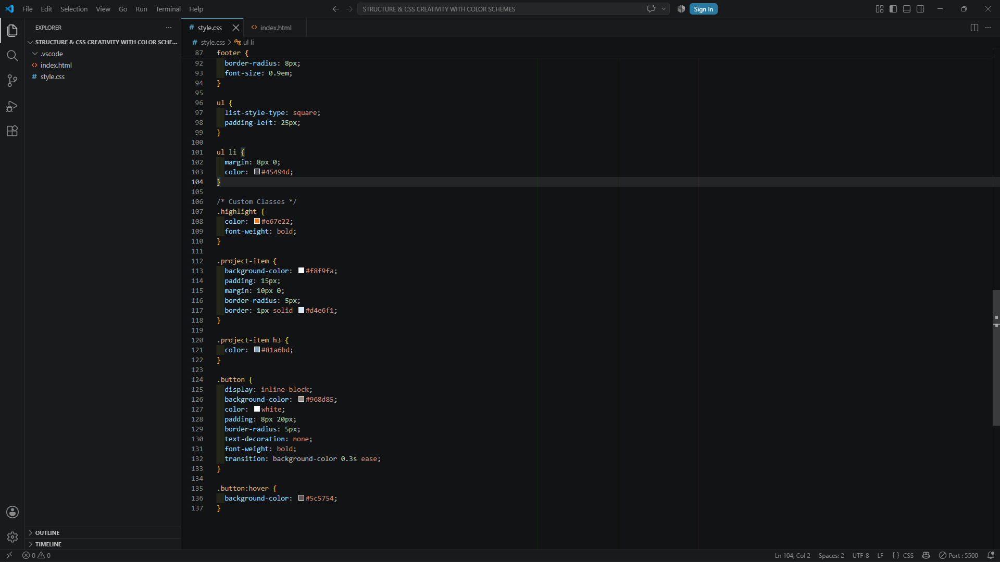 File Edit Selection View Go Run Terminal Help
STRUCTURE & CSS CREATIVITY WITH COLOR SCHEMES
Sign In
EXPLORER
STRUCTURE & CSS CREATIVITY WITH COLOR SCHE...
.vscode
index.html
# style.css
# style.css
index.html
# style.css > ul li
87 footer {
92 border-radius: 8px;
93 font-size: 0.9em;
94 }
95
96 ul {
97 list-style-type: square;
98 padding-left: 25px;
99 }
100
101 ul li {
102 margin: 8px 0;
103 color: #45494d;
104 }
105
106 /* Custom Classes */
107 .highlight {
108 color: #e67e22;
109 font-weight: bold;
110 }
111
112 .project-item {
113 background-color: #f8f9fa;
114 padding: 15px;
115 margin: 10px 0;
116 border-radius: 5px;
117 border: 1px solid #d4e6f1;
118 }
119
120 .project-item h3 {
121 color: #81a6bd;
122 }
123
124 .button {
125 display: inline-block;
126 background-color: #968d85;
127 color: white;
128 padding: 8px 20px;
129 border-radius: 5px;
130 text-decoration: none;
131 font-weight: bold;
132 transition: background-color 0.3s ease;
133 }
134
135 .button:hover {
136 background-color: #5c5754;
137 }
OUTLINE
TIMELINE
0 0
Ln 104, Col 2 Spaces: 2 UTF-8 LF { } CSS Port : 5500